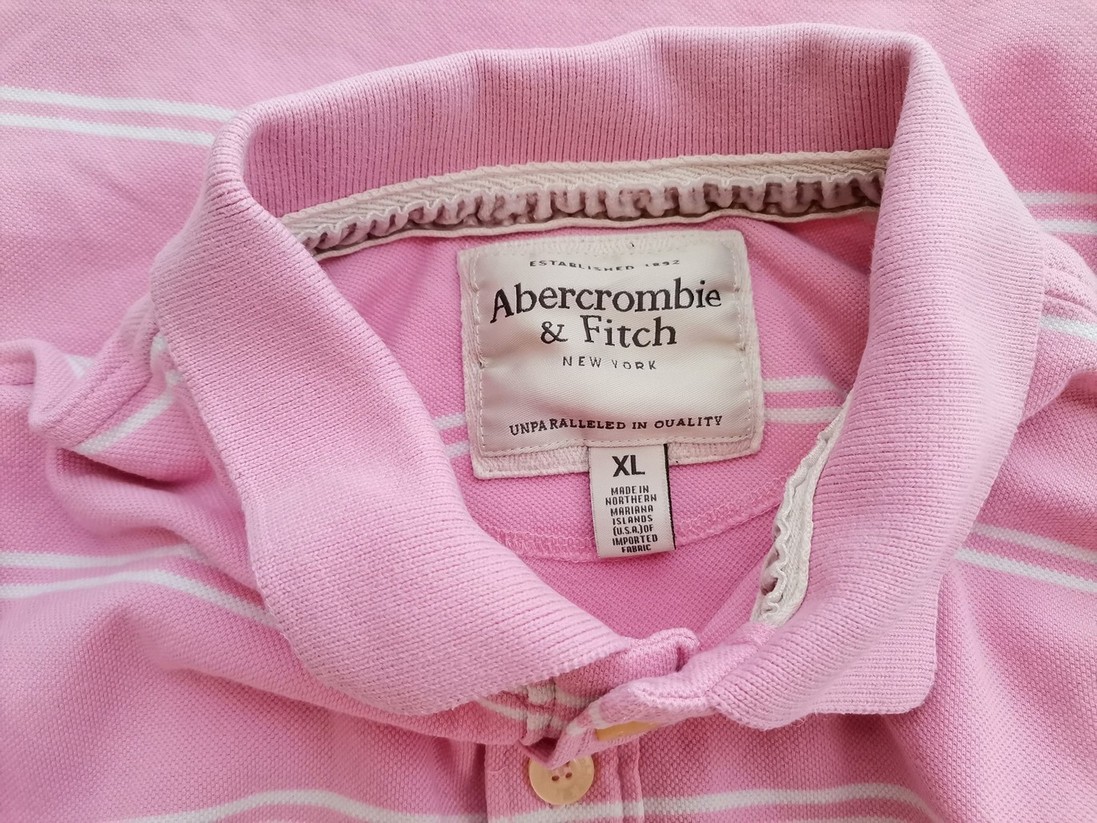 ESTABLISHED 1892
Abercrombie
& Fitch
NEW YORK
UNPARALLELED IN QUALITY
XL
MADE IN
NORTHERN
MARIANA
ISLANDS
(U.S.A.) OF
IMPORTED
FABRIC